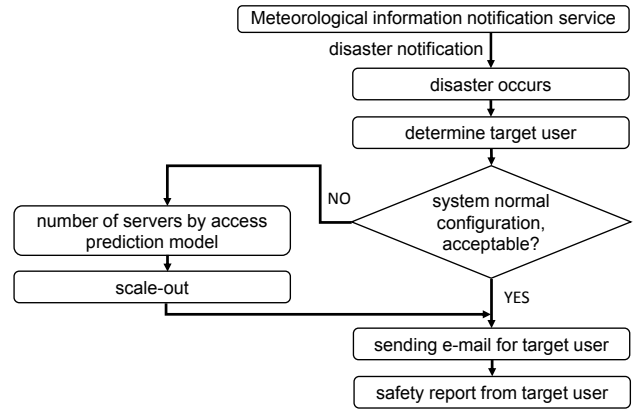 Meteorological information notification service
disaster notification
disaster occurs
determine target user
system normal
configuration,
acceptable?
NO
number of servers by access
prediction model
scale-out
YES
sending e-mail for target user
safety report from target user